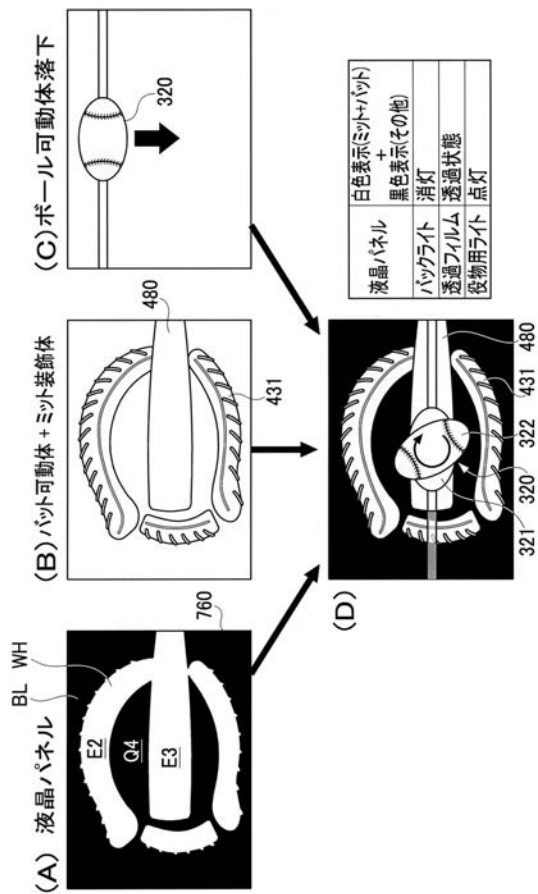 (A) 液晶パネル
BL
WH
E2
Q4
E3
760
(B) バット可動体 + ミット装飾体
480
431
(C) ボール可動体落下
320
(D)
480
431
322
320
321
液晶パネル 白色表示(ミット+バット)
+
黒色表示(その他)
バックライト 消灯
透過フィルム 透過状態
役物用ライト 点灯